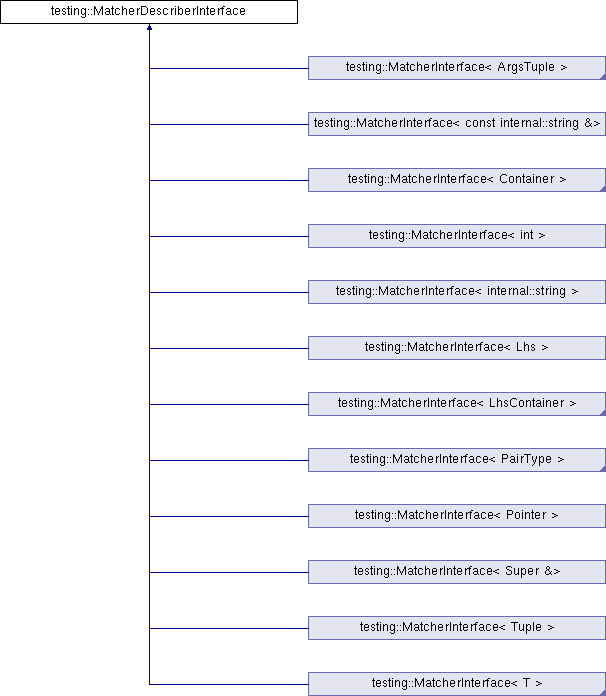 testing::MatcherDescriberInterface
testing::MatcherInterface< ArgsTuple >
testing::MatcherInterface< const internal::string &>
testing::MatcherInterface< Container >
testing::MatcherInterface< int >
testing::MatcherInterface< internal::string >
testing::MatcherInterface< Lhs >
testing::MatcherInterface< LhsContainer >
testing::MatcherInterface< PairType >
testing::MatcherInterface< Pointer >
testing::MatcherInterface< Super &>
testing::MatcherInterface< Tuple >
testing::MatcherInterface< T >